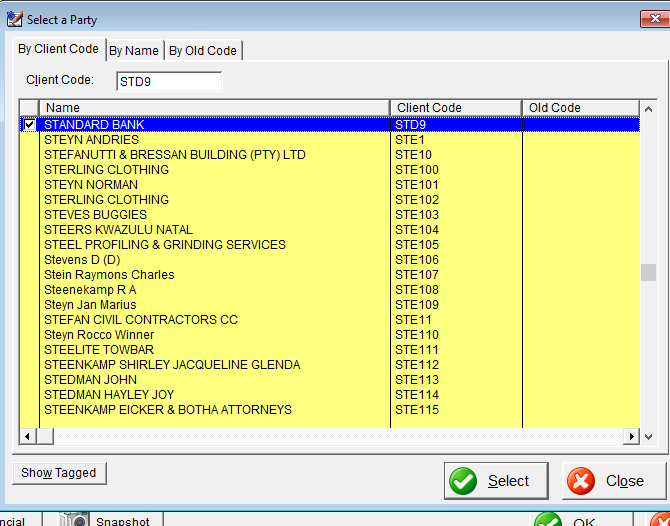 Select a Party
By Client Code By Name By Old Code
Client Code: STD9
Name Client Code Old Code
STANDARD BANK STD9
STEYN ANDRIES STE1
STEFANUTTI & BRESSAN BUILDING (PTY) LTD STE10
STERLING CLOTHING STE100
STEYN NORMAN STE101
STERLING CLOTHING STE102
STEVES BUGGIES STE103
STEERS KWAZULU NATAL STE104
STEEL PROFILING & GRINDING SERVICES STE105
Stevens D (D) STE106
Stein Raymons Charles STE107
Steenekamp R A STE108
Steyn Jan Marius STE109
STEFAN CIVIL CONTRACTORS CC STE11
Steyn Rocco Winner STE110
STEELITE TOWBAR STE111
STEENKAMP SHIRLEY JACQUELINE GLENDA STE112
STEDMAN JOHN STE113
STEDMAN HAYLEY JOY STE114
STEENKAMP EICKER & BOTHA ATTORNEYS STE115
Show Tagged Select Close
ncial Snapshot OK